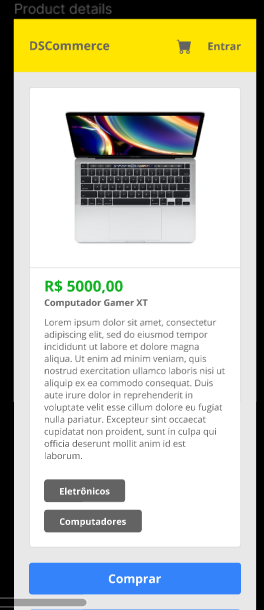 Product details
DSCommerce
Entrar
R$ 5000,00
Computador Gamer XT
Lorem ipsum dolor sit amet, consectetur
adipiscing elit, sed do eiusmod tempor
incididunt ut labore et dolore magna
aliqua. Ut enim ad minim veniam, quis
nostrud exercitation ullamco laboris nisi ut
aliquip ex ea commodo consequat. Duis
aute irure dolor in reprehenderit in
voluptate velit esse cillum dolore eu fugiat
nulla pariatur. Excepteur sint occaecat
cupidatat non proident, sunt in culpa qui
officia deserunt mollit anim id est
laborum.
Eletrônicos
Computadores
Comprar